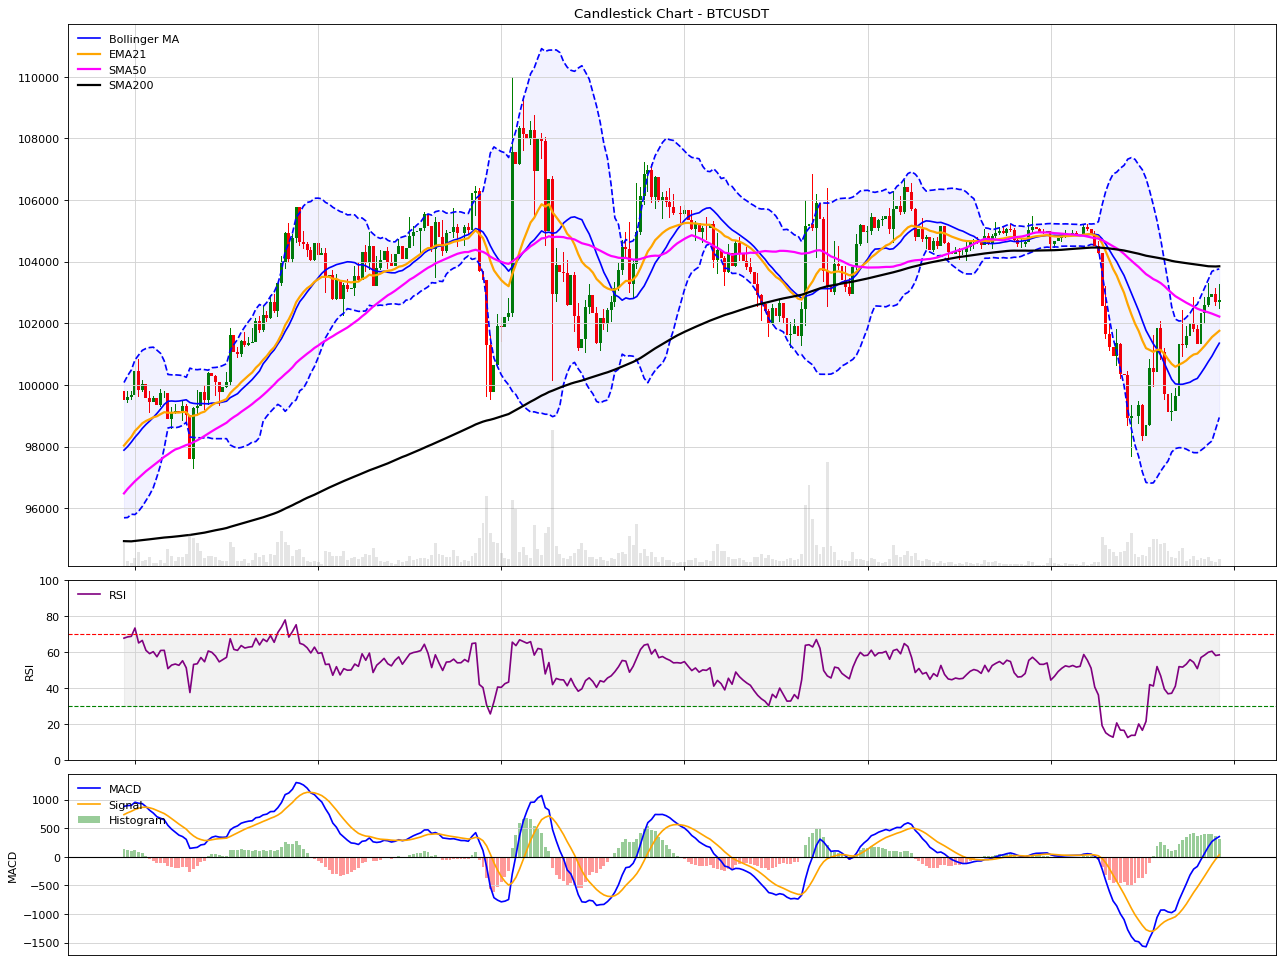 Candlestick Chart - BTCUSDT
Bollinger MA
EMA21
SMA50
SMA200
110000
108000
106000
104000
102000
100000
98000
96000
RSI
RSI
100
80
60
40
20
0
MACD
Signal
Histogram
MACD
1000
500
0
−500
−1000
−1500